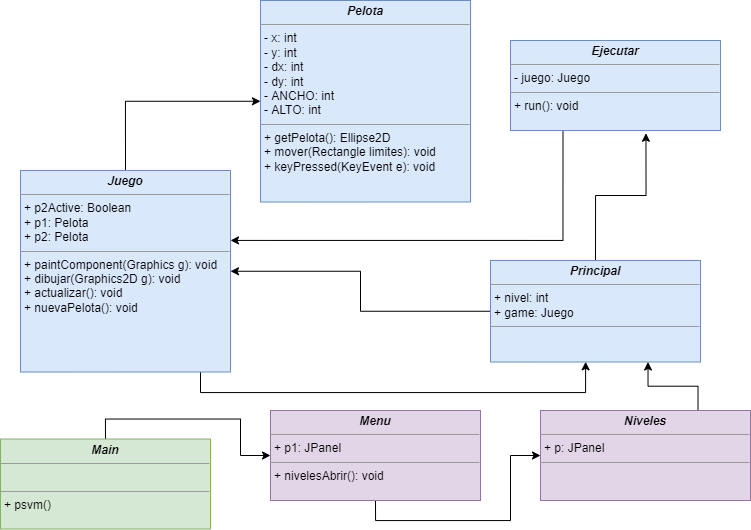 Pelota
- x: int
- y: int
- dx: int
- dy: int
- ANCHO: int
- ALTO: int
+ getPelota(): Ellipse2D
+ mover(Rectangle limites): void
+ keyPressed(KeyEvent e): void
Ejecutar
- juego: Juego
+ run(): void
Juego
+ p2Active: Boolean
+ p1: Pelota
+ p2: Pelota
+ paintComponent(Graphics g): void
+ dibujar(Graphics2D g): void
+ actualizar(): void
+ nuevaPelota(): void
Principal
+ nivel: int
+ game: Juego
Main
+ psvm()
Menu
+ p1: JPanel
+ nivelesAbrir(): void
Niveles
+ p: JPanel